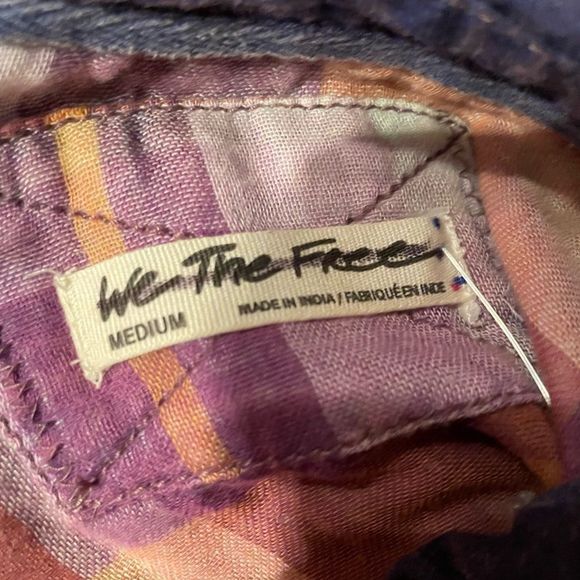 We The Free
MEDIUM
MADE IN INDIA / FABRIQUÉ EN INDE